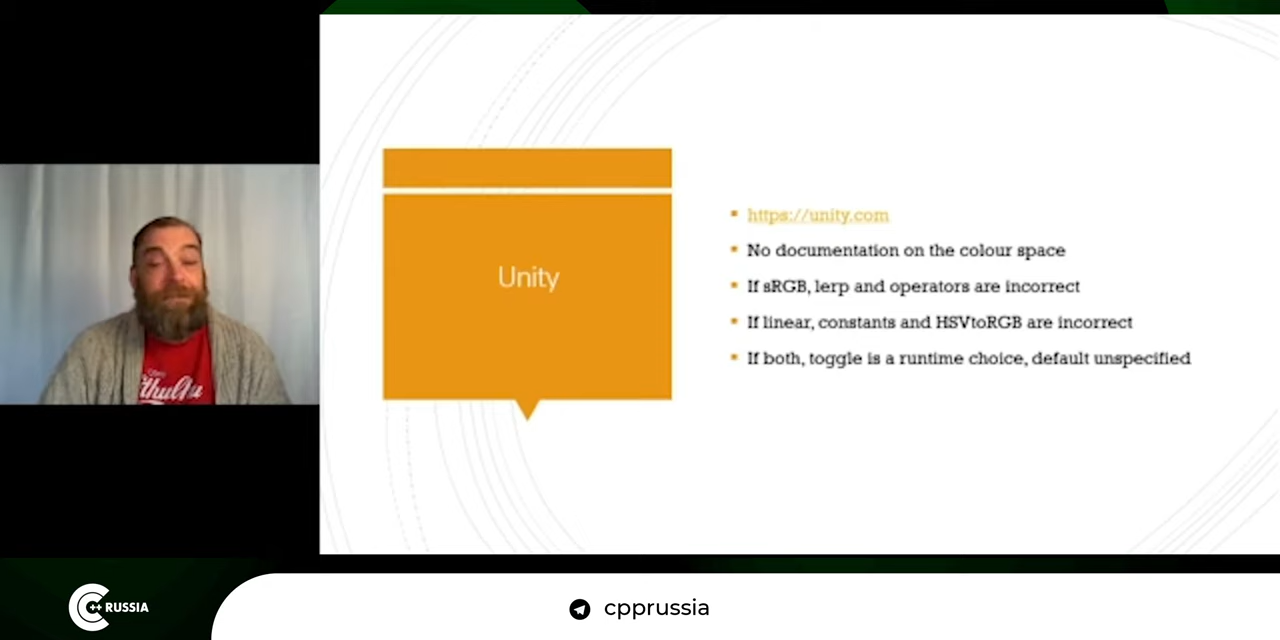 Unity
https://unity.com
No documentation on the colour space
If sRGB, lerp and operators are incorrect
If linear, constants and HSVtoRGB are incorrect
If both, toggle is a runtime choice, default unspecified
C++ RUSSIA
cpprussia